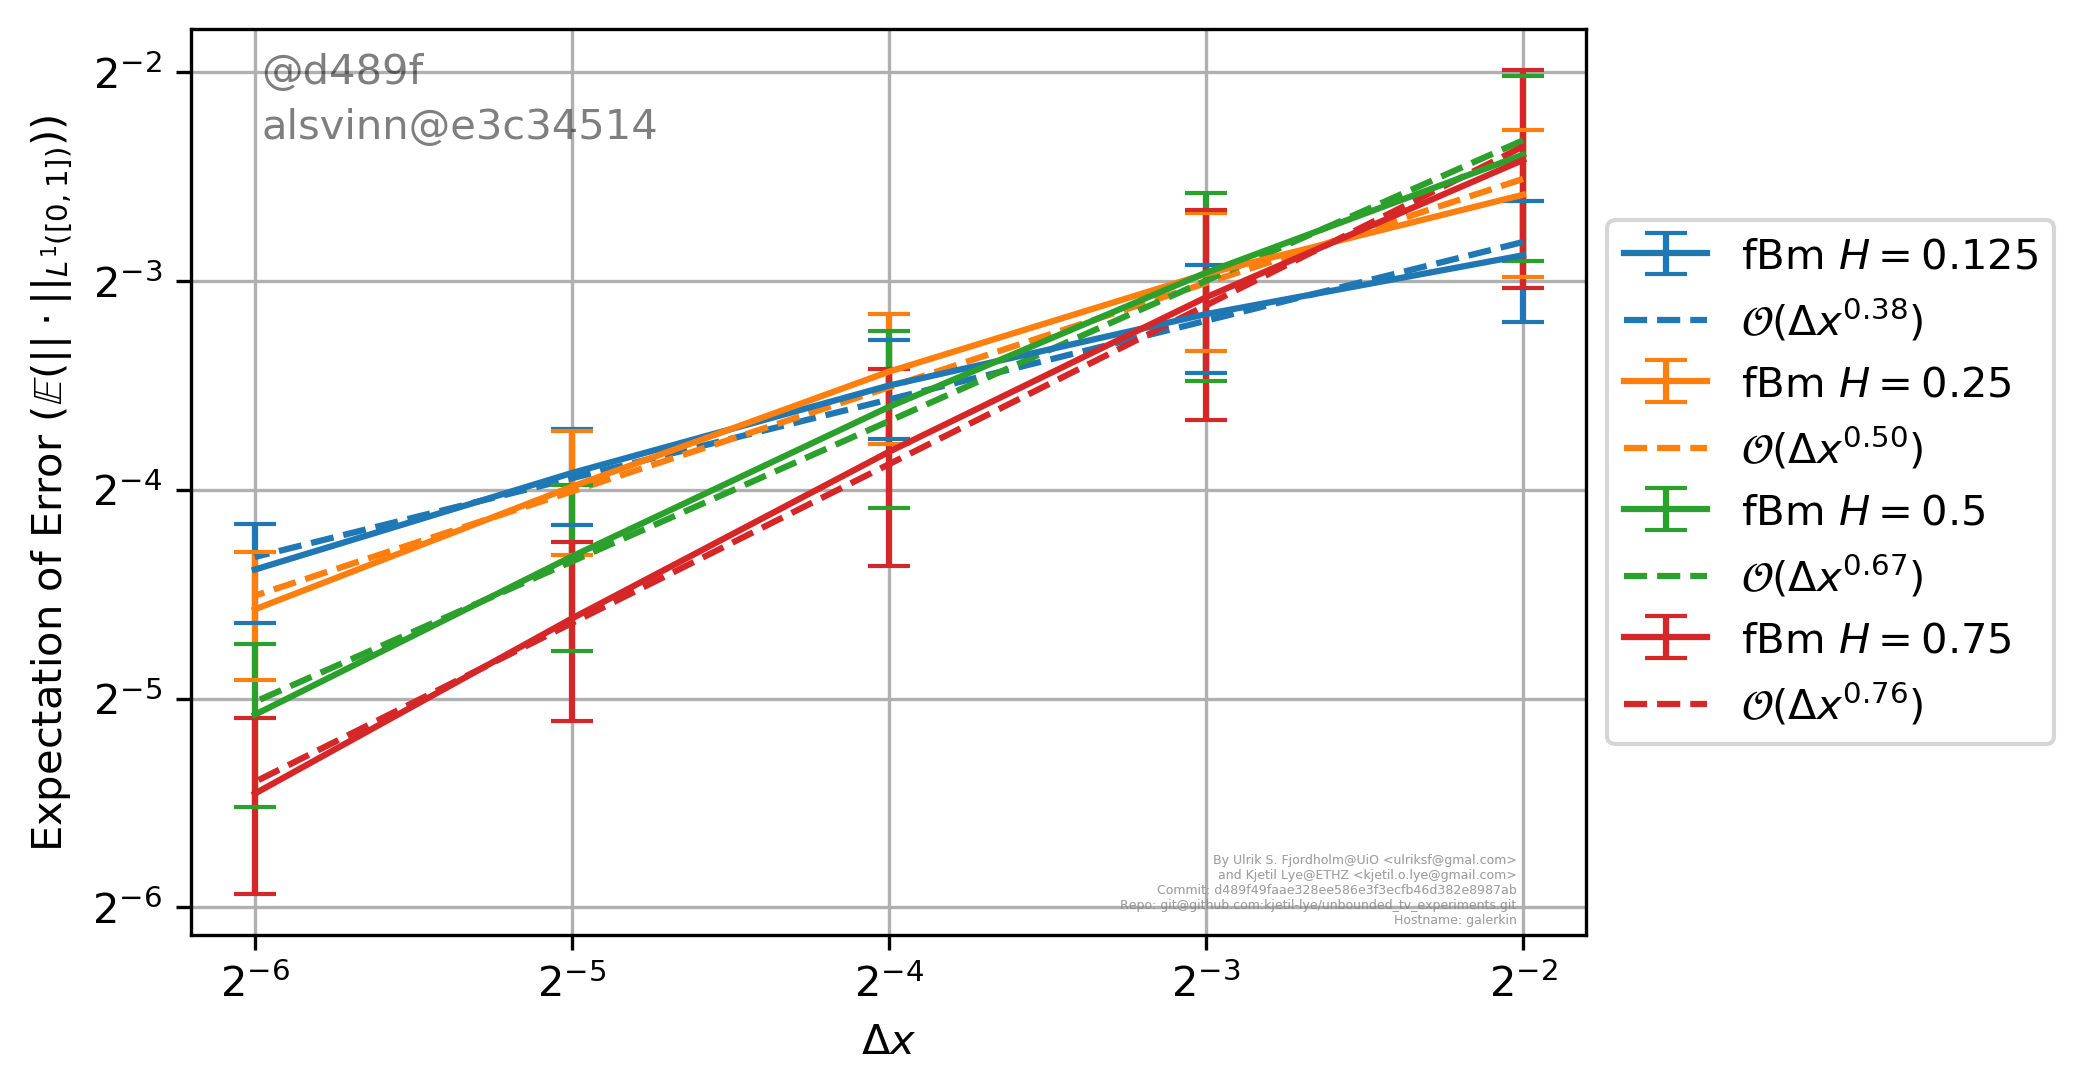 @d489f
alsvinn@e3c34514
2⁻²
2⁻³
2⁻⁴
2⁻⁵
2⁻⁶
Expectation of Error (𝔼(|| · ||_{L¹([0,1])}))
2⁻⁶ 2⁻⁵ 2⁻⁴ 2⁻³ 2⁻²
Δx
fBm H = 0.125
𝒪(Δx^{0.38})
fBm H = 0.25
𝒪(Δx^{0.50})
fBm H = 0.5
𝒪(Δx^{0.67})
fBm H = 0.75
𝒪(Δx^{0.76})
By Ulrik S. Fjordholm@UiO <ulriksf@gmal.com>
and Kjetil Lye@ETHZ <kjetil.o.lye@gmail.com>
Commit: d489f49faae328ee586e3f3ecfb46d382e8987ab
Repo: git@github.com:kjetil-lye/unbounded_tv_experiments.git
Hostname: galerkin